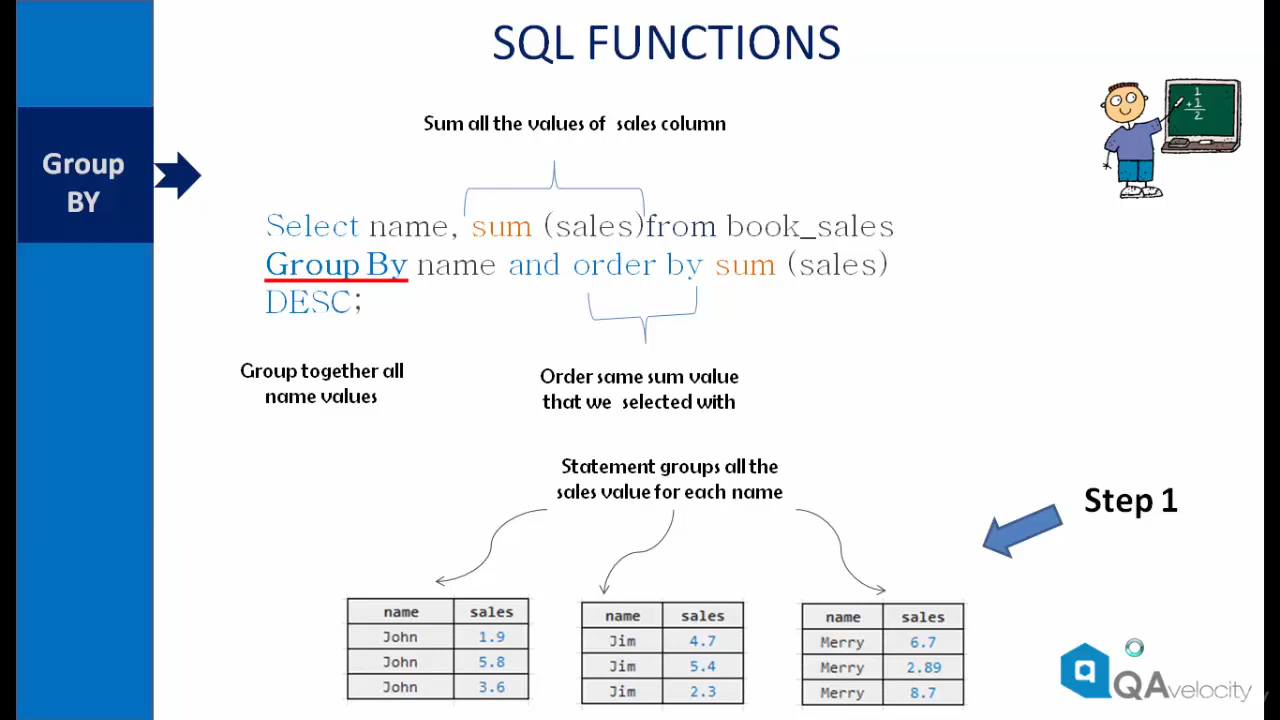 SQL FUNCTIONS
Group
BY
1
+1
2
Sum all the values of sales column
Select name, sum (sales)from book_sales
Group By name and order by sum (sales)
DESC;
Group together all
name values
Order same sum value
that we selected with
Statement groups all the
sales value for each name
Step 1
name sales
John 1.9
John 5.8
John 3.6
name sales
Jim 4.7
Jim 5.4
Jim 2.3
name sales
Merry 6.7
Merry 2.89
Merry 8.7
q QAvelocity